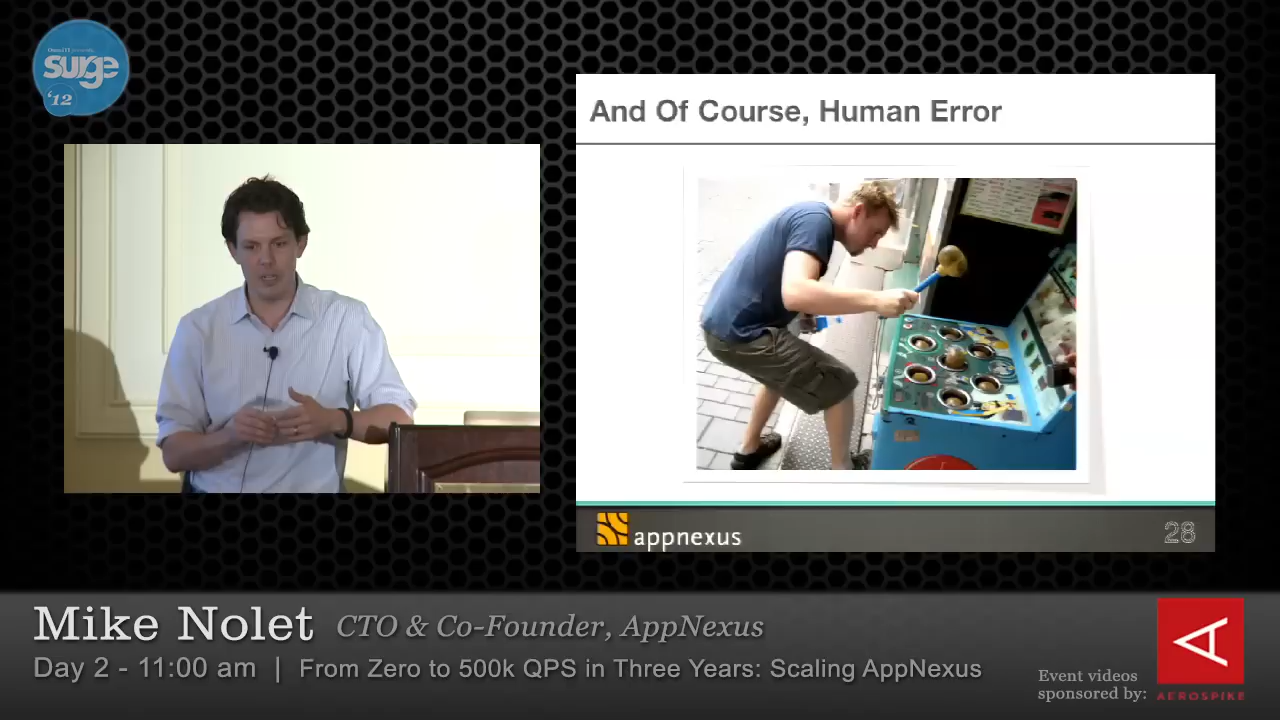 surge
'12
And Of Course, Human Error
appnexus
28
Mike Nolet CTO & Co-Founder, AppNexus
Day 2 - 11:00 am | From Zero to 500k QPS in Three Years: Scaling AppNexus
Event videos
sponsored by:
AEROSPIKE